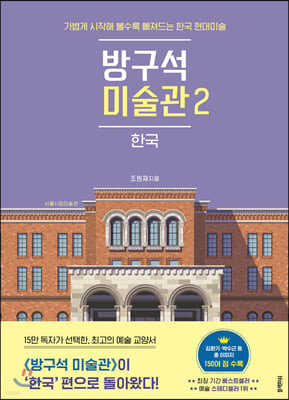 가볍게 시작해 볼수록 빠져드는 한국 현대미술
방구석
미술관 2
한국
조원재 지음
서울시립미술관
15만 독자가 선택한, 최고의 예술 교양서
《방구석 미술관》이
‘한국’ 편으로 돌아왔다!
김환기·박수근 등
총 이미지
150여 점 수록
★★ 최장 기간 베스트셀러
★★ 예술 스테디셀러 1위
블랙피쉬